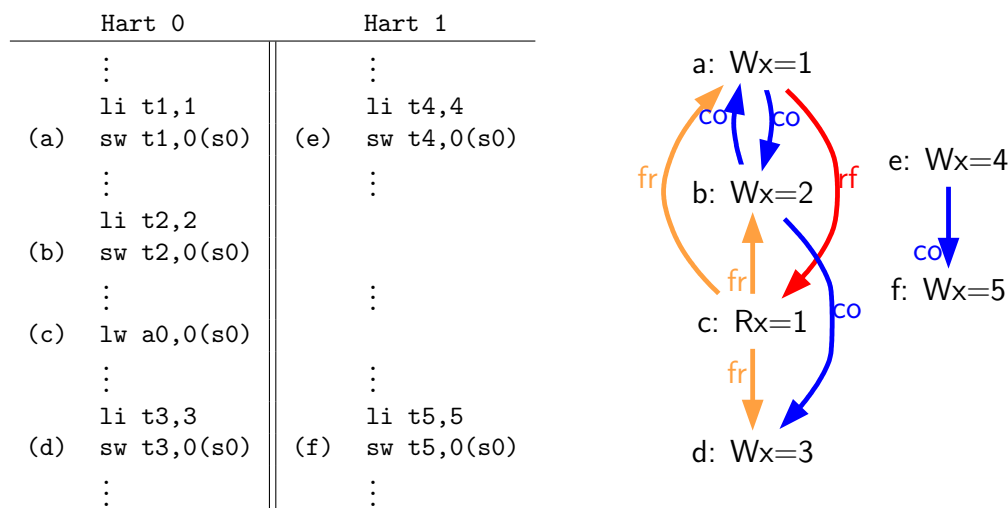 Hart 0 Hart 1
⋮ ⋮
li t1,1 li t4,4
(a) sw t1,0(s0) (e) sw t4,0(s0)
⋮ ⋮
li t2,2
(b) sw t2,0(s0)
⋮ ⋮
(c) lw a0,0(s0)
⋮ ⋮
li t3,3 li t5,5
(d) sw t3,0(s0) (f) sw t5,0(s0)
⋮ ⋮
a: Wx=1
co co
fr rf
e: Wx=4
b: Wx=2
co
fr
f: Wx=5
c: Rx=1
co
fr
d: Wx=3